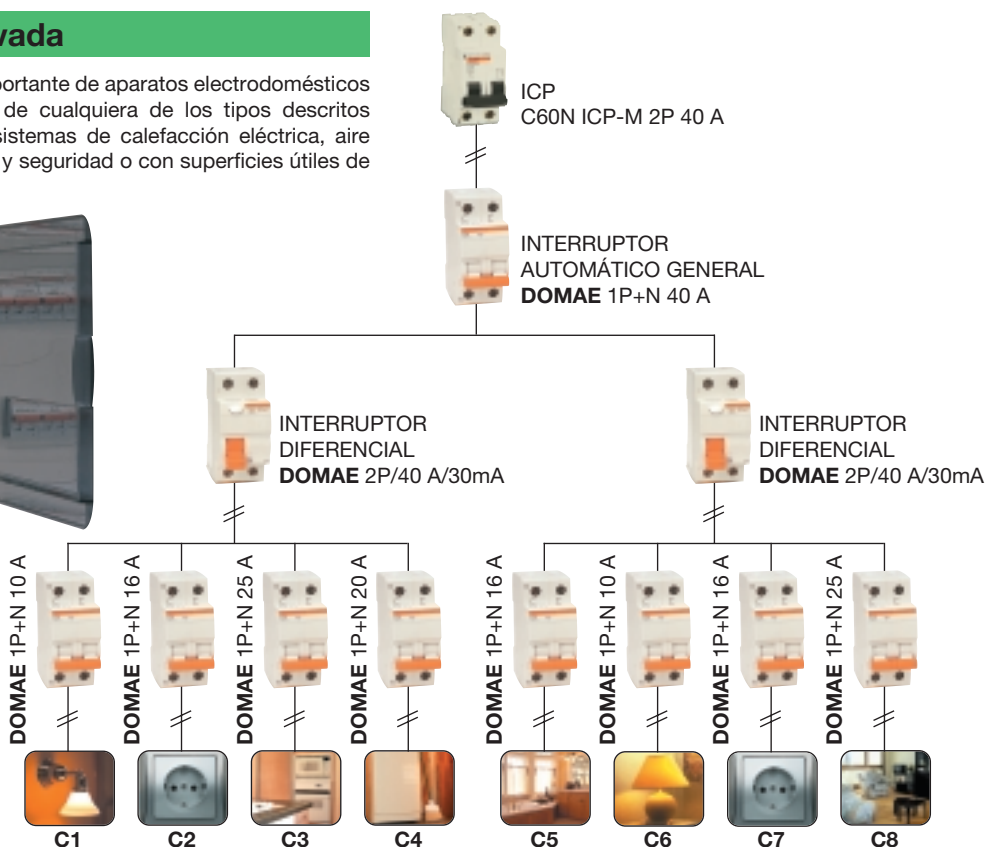 vada
portante de aparatos electrodomésticos
de cualquiera de los tipos descritos
sistemas de calefacción eléctrica, aire
y seguridad o con superficies útiles de
ICP
C60N ICP-M 2P 40 A
INTERRUPTOR
AUTOMÁTICO GENERAL
DOMAE 1P+N 40 A
INTERRUPTOR
DIFERENCIAL
DOMAE 2P/40 A/30mA
INTERRUPTOR
DIFERENCIAL
DOMAE 2P/40 A/30mA
DOMAE 1P+N 10 A
DOMAE 1P+N 16 A
DOMAE 1P+N 25 A
DOMAE 1P+N 20 A
DOMAE 1P+N 16 A
DOMAE 1P+N 10 A
DOMAE 1P+N 16 A
DOMAE 1P+N 25 A
C1 C2 C3 C4 C5 C6 C7 C8